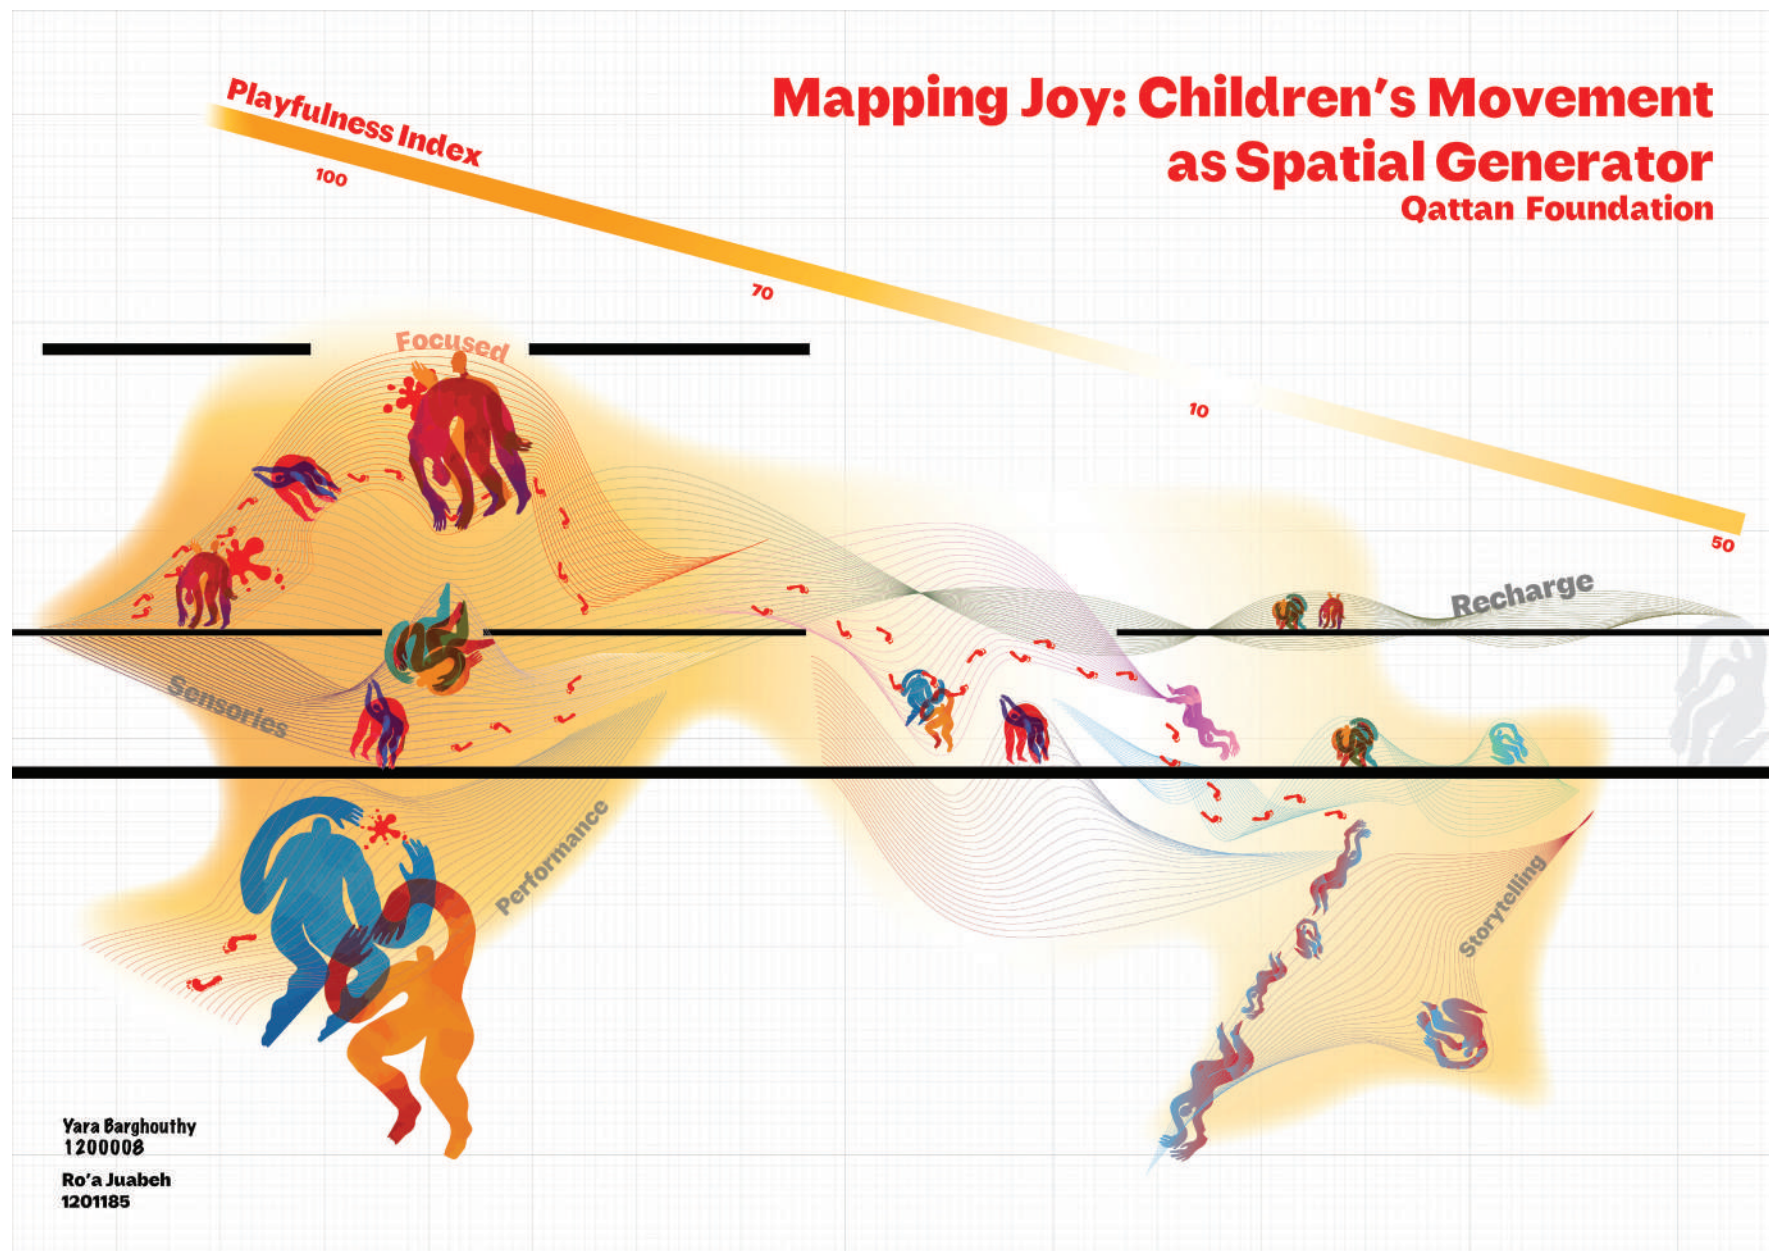 Mapping Joy: Children's Movement
as Spatial Generator
Qattan Foundation
Playfulness Index
100
70
10
50
Focused
Recharge
Sensories
Performance
Storytelling
Yara Barghouthy
1200008
Ro'a Juabeh
1201185